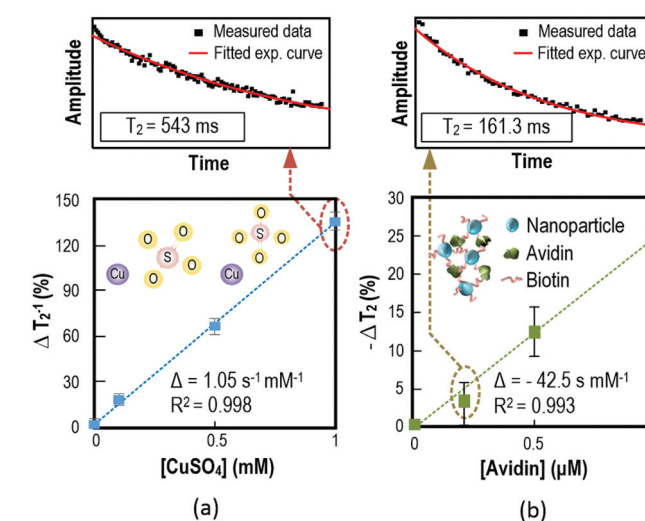 Measured data
Fitted exp. curve
Amplitude
T2 = 543 ms
Time
150
120
90
60
30
0
Δ T2-1 (%)
O
O
S
O
O
Cu
O
O
S
O
O
Cu
Δ = 1.05 s-1 mM-1
R2 = 0.998
0
0.5
1
[CuSO4] (mM)
(a)
Measured data
Fitted exp. curve
Amplitude
T2 = 161.3 ms
Time
30
25
20
15
10
5
0
- Δ T2 (%)
Nanoparticle
Avidin
Biotin
Δ = - 42.5 s mM-1
R2 = 0.993
0
0.5
[Avidin] (μM)
(b)